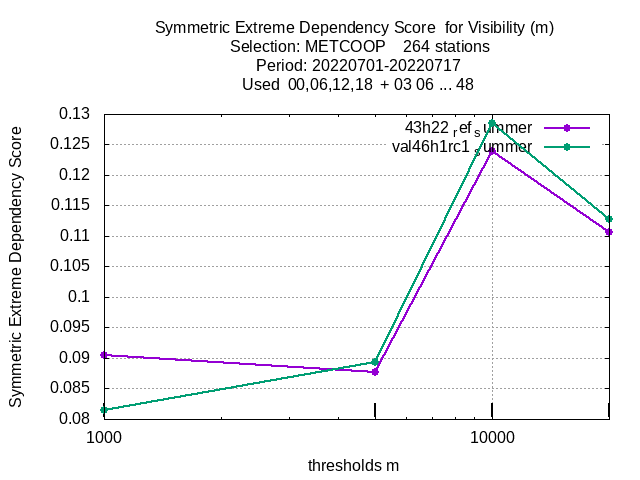 Symmetric Extreme Dependency Score for Visibility (m)
Selection: METCOOP 264 stations
Period: 20220701-20220717
Used 00,06,12,18 + 03 06 ... 48
Symmetric Extreme Dependency Score
0.13
0.125
0.12
0.115
0.11
0.105
0.1
0.095
0.09
0.085
0.08
43h22 ref summer
val46h1rc1 summer
1000
10000
thresholds m